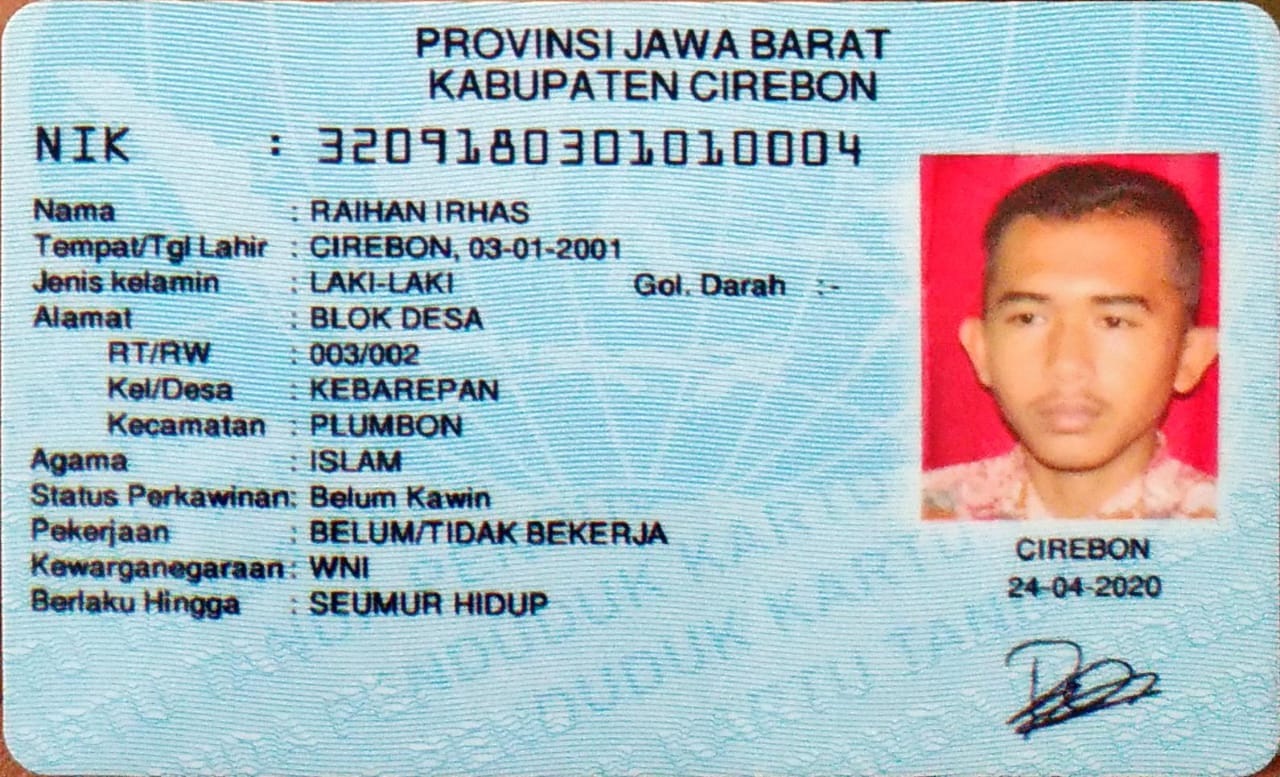 PROVINSI JAWA BARAT
KABUPATEN CIREBON
NIK : 3209180301010004
Nama : RAIHAN IRHAS
Tempat/Tgl Lahir : CIREBON, 03-01-2001
Jenis kelamin : LAKI-LAKI Gol. Darah :-
Alamat : BLOK DESA
RT/RW : 003/002
Kel/Desa : KEBAREPAN
Kecamatan : PLUMBON
Agama : ISLAM
Status Perkawinan: Belum Kawin
Pekerjaan : BELUM/TIDAK BEKERJA
Kewarganegaraan: WNI
Berlaku Hingga : SEUMUR HIDUP
CIREBON
24-04-2020